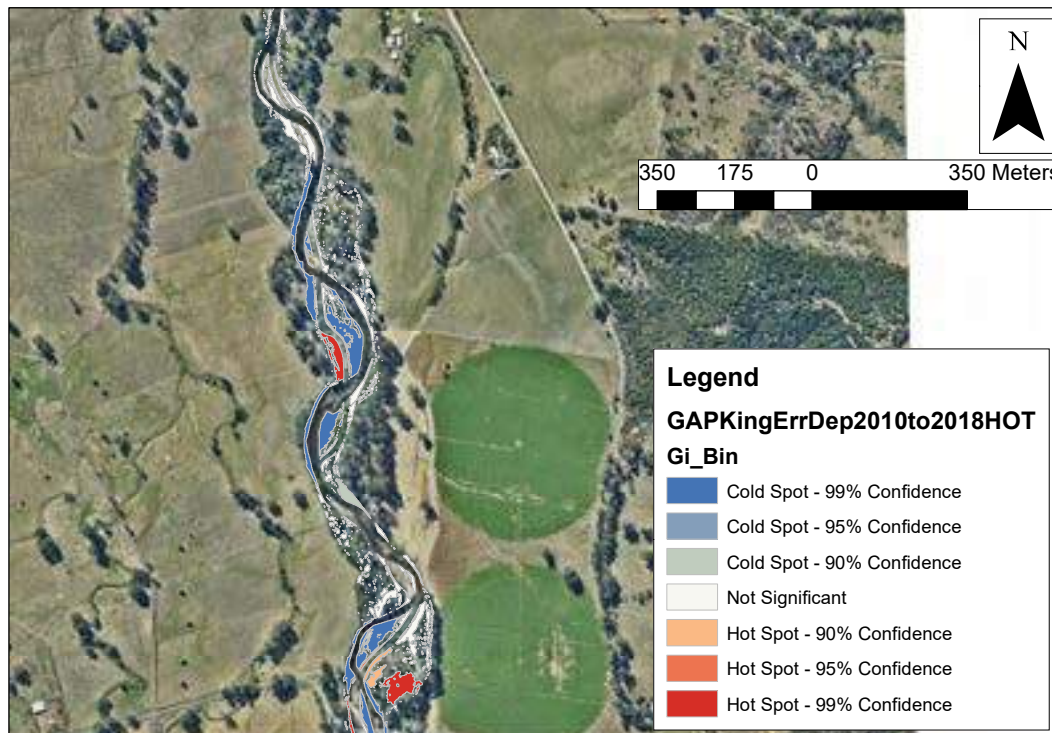 N
350 175 0 350 Meters
Legend
GAPKingErrDep2010to2018HOT
Gi_Bin
Cold Spot - 99% Confidence
Cold Spot - 95% Confidence
Cold Spot - 90% Confidence
Not Significant
Hot Spot - 90% Confidence
Hot Spot - 95% Confidence
Hot Spot - 99% Confidence